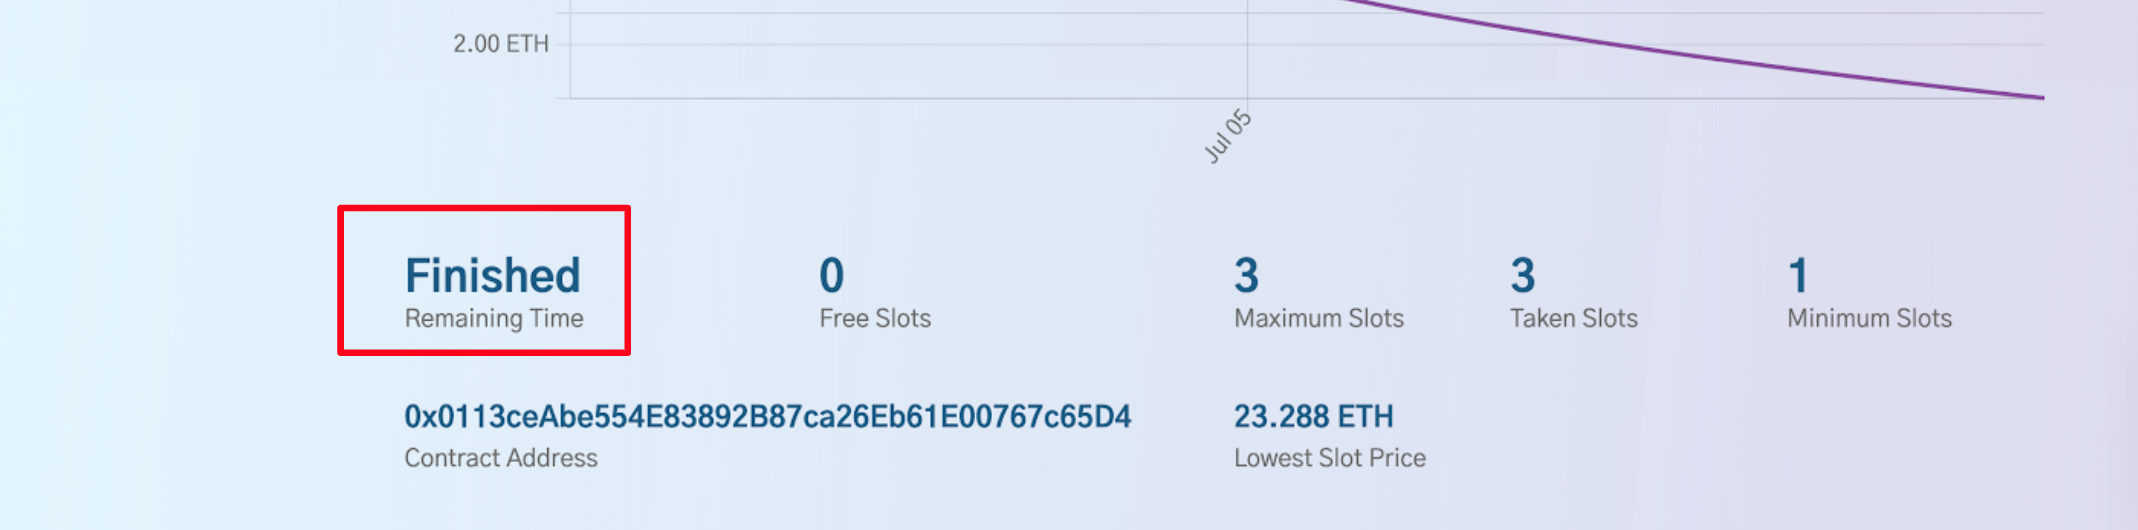 2.00 ETH
Jul 05
Finished
Remaining Time
0
Free Slots
3
Maximum Slots
3
Taken Slots
1
Minimum Slots
0x0113ceAbe554E83892B87ca26Eb61E00767c65D4
Contract Address
23.288 ETH
Lowest Slot Price